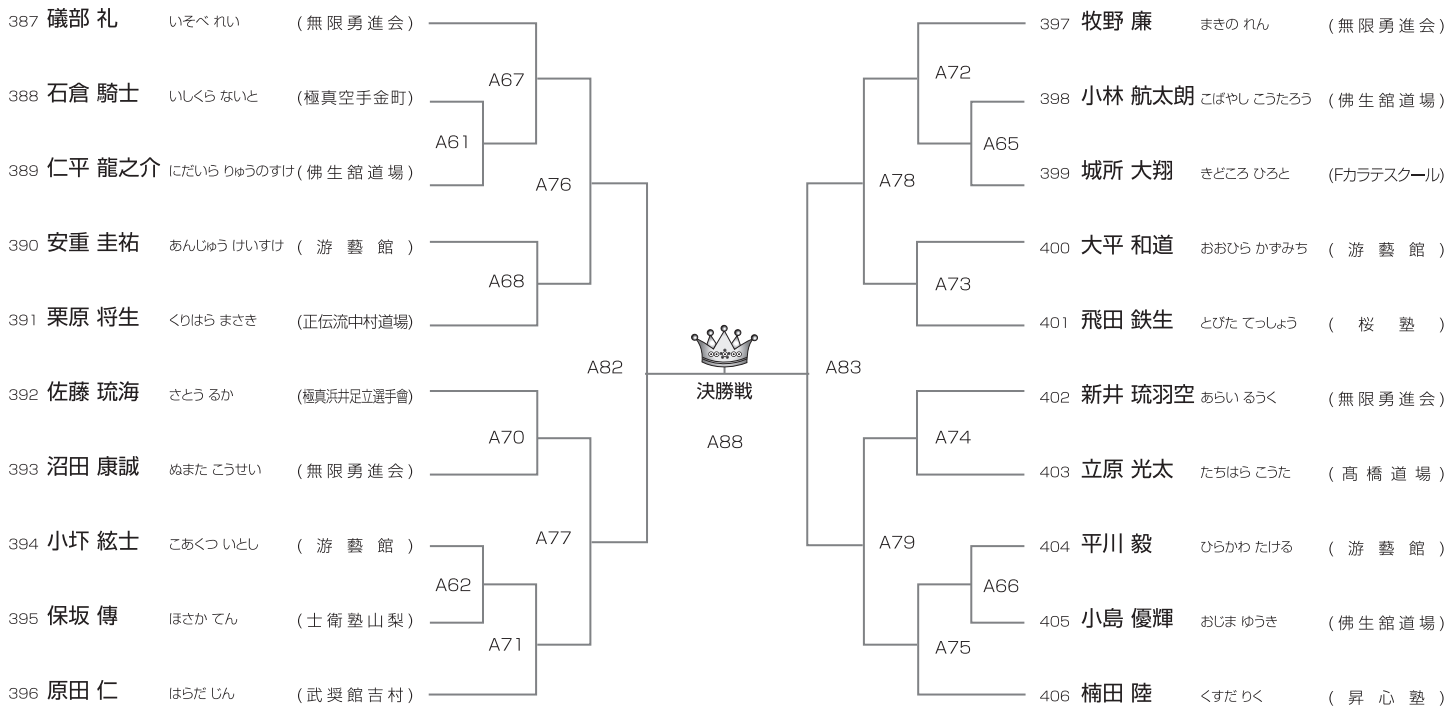 387 礒部 礼 いそべ れい (無限勇進会)
388 石倉 騎士 いしくら ないと (極真空手金町)
389 仁平 龍之介 にだいら りゅうのすけ (佛生舘道場)
390 安重 圭祐 あんじゅう けいすけ (游藝館)
391 栗原 将生 くりはら まさき (正伝流中村道場)
392 佐藤 琉海 さとう るか (極真浜井足立選手會)
393 沼田 康誠 ぬまた こうせい (無限勇進会)
394 小圷 絃士 こあくつ いとし (游藝館)
395 保坂 傳 ほさか てん (士衛塾山梨)
396 原田 仁 はらだ じん (武奨館吉村)
A67
A61
A76
A68
A82
A70
A77
A62
A71
決勝戦
A88
A72
A65
A78
A73
A83
A74
A79
A66
A75
397 牧野 廉 まきの れん (無限勇進会)
398 小林 航太朗 こばやし こうたろう (佛生舘道場)
399 城所 大翔 きどころ ひろと (Fカラテスクール)
400 大平 和道 おおひら かずみち (游藝館)
401 飛田 鉄生 とびた てっしょう (桜塾)
402 新井 琉羽空 あらい るうく (無限勇進会)
403 立原 光太 たちはら こうた (髙橋道場)
404 平川 毅 ひらかわ たける (游藝館)
405 小島 優輝 おじま ゆうき (佛生舘道場)
406 楠田 陸 くすだ りく (昇心塾)